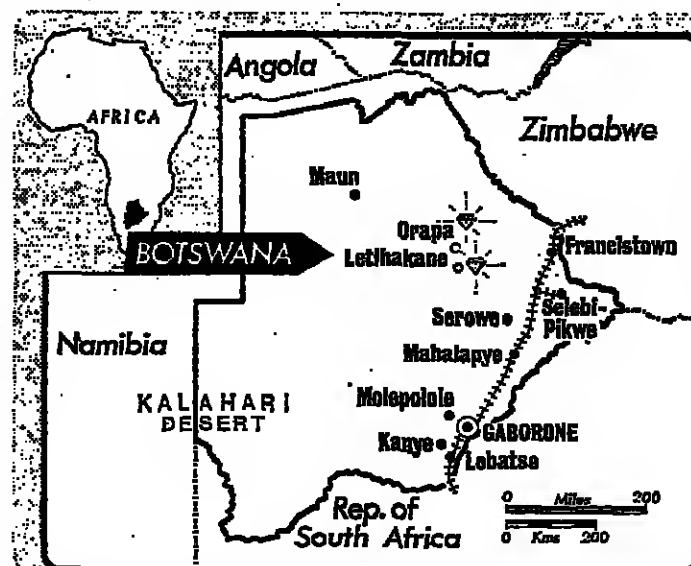 Angola
Zambia
AFRICA
Zimbabwe
Maun
Orapa
BOTSWANA
Letlhakane
Francistown
Selebi-
Pikwe
Serowe
Namibia
Mahalapye
KALAHARI
DESERT
Molepolole
GABORONE
Kanye
Lobatse
Rep. of
South Africa
0 Miles 200
0 Kms 200